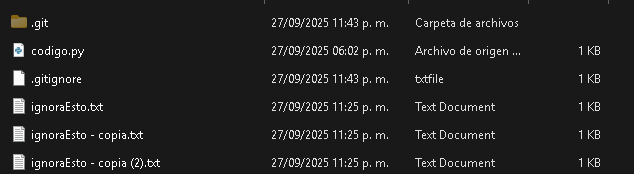 .git 27/09/2025 11:43 p. m. Carpeta de archivos
codigo.py 27/09/2025 06:02 p. m. Archivo de origen ... 1 KB
.gitignore 27/09/2025 11:43 p. m. txtfile 1 KB
ignoraEsto.txt 27/09/2025 11:25 p. m. Text Document 1 KB
ignoraEsto - copia.txt 27/09/2025 11:25 p. m. Text Document 1 KB
ignoraEsto - copia (2).txt 27/09/2025 11:25 p. m. Text Document 1 KB